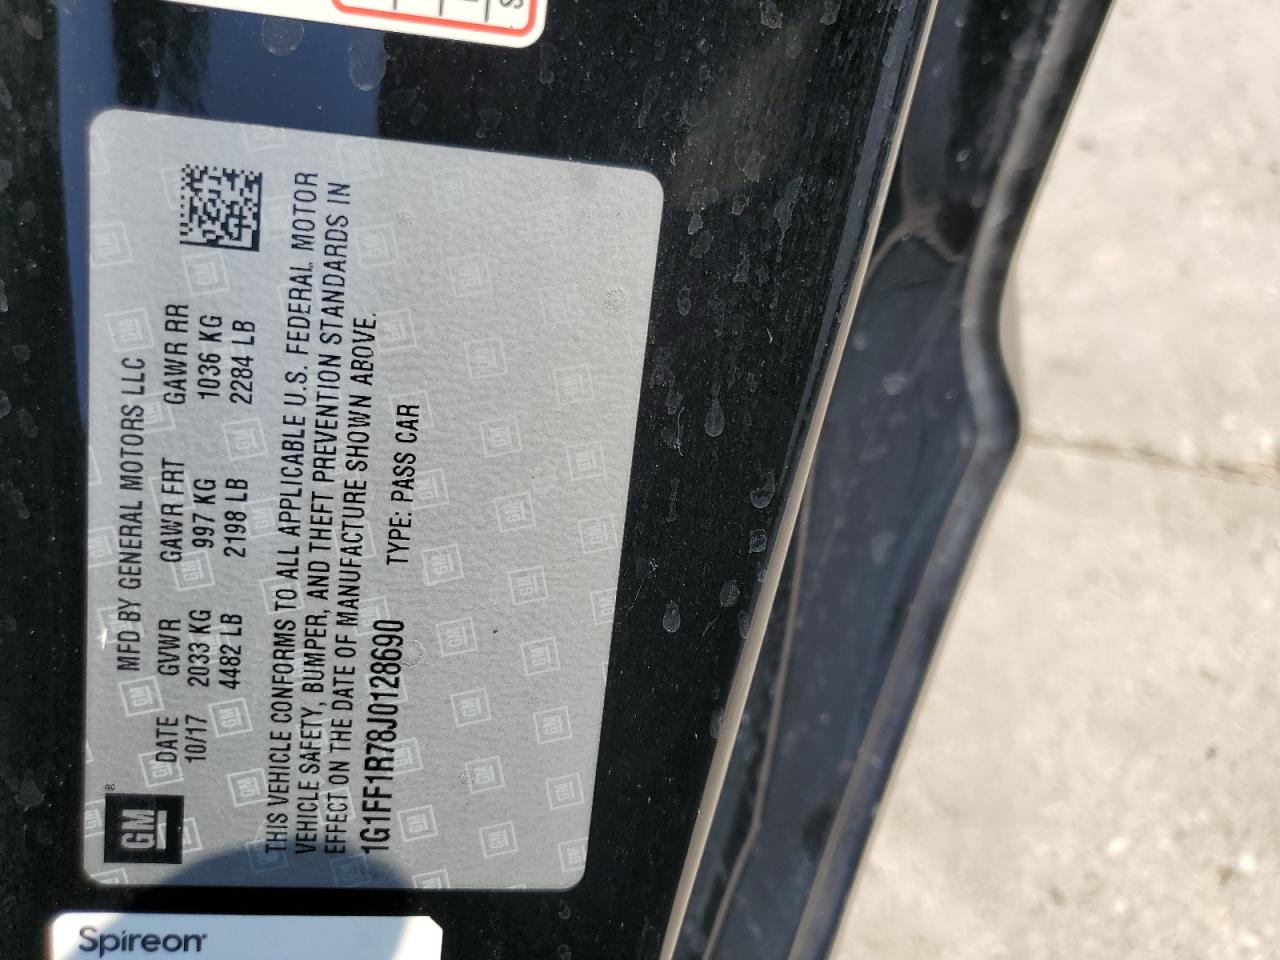 MFD BY GENERAL MOTORS LLC
GM
DATE GVWR GAWR FRT GAWR RR
10/17 2033 KG 997 KG 1036 KG
4482 LB 2198 LB 2284 LB
THIS VEHICLE CONFORMS TO ALL APPLICABLE U.S. FEDERAL MOTOR
VEHICLE SAFETY, BUMPER, AND THEFT PREVENTION STANDARDS IN
EFFECT ON THE DATE OF MANUFACTURE SHOWN ABOVE.
1G1FF1R78J0128690 TYPE: PASS CAR
Spireon